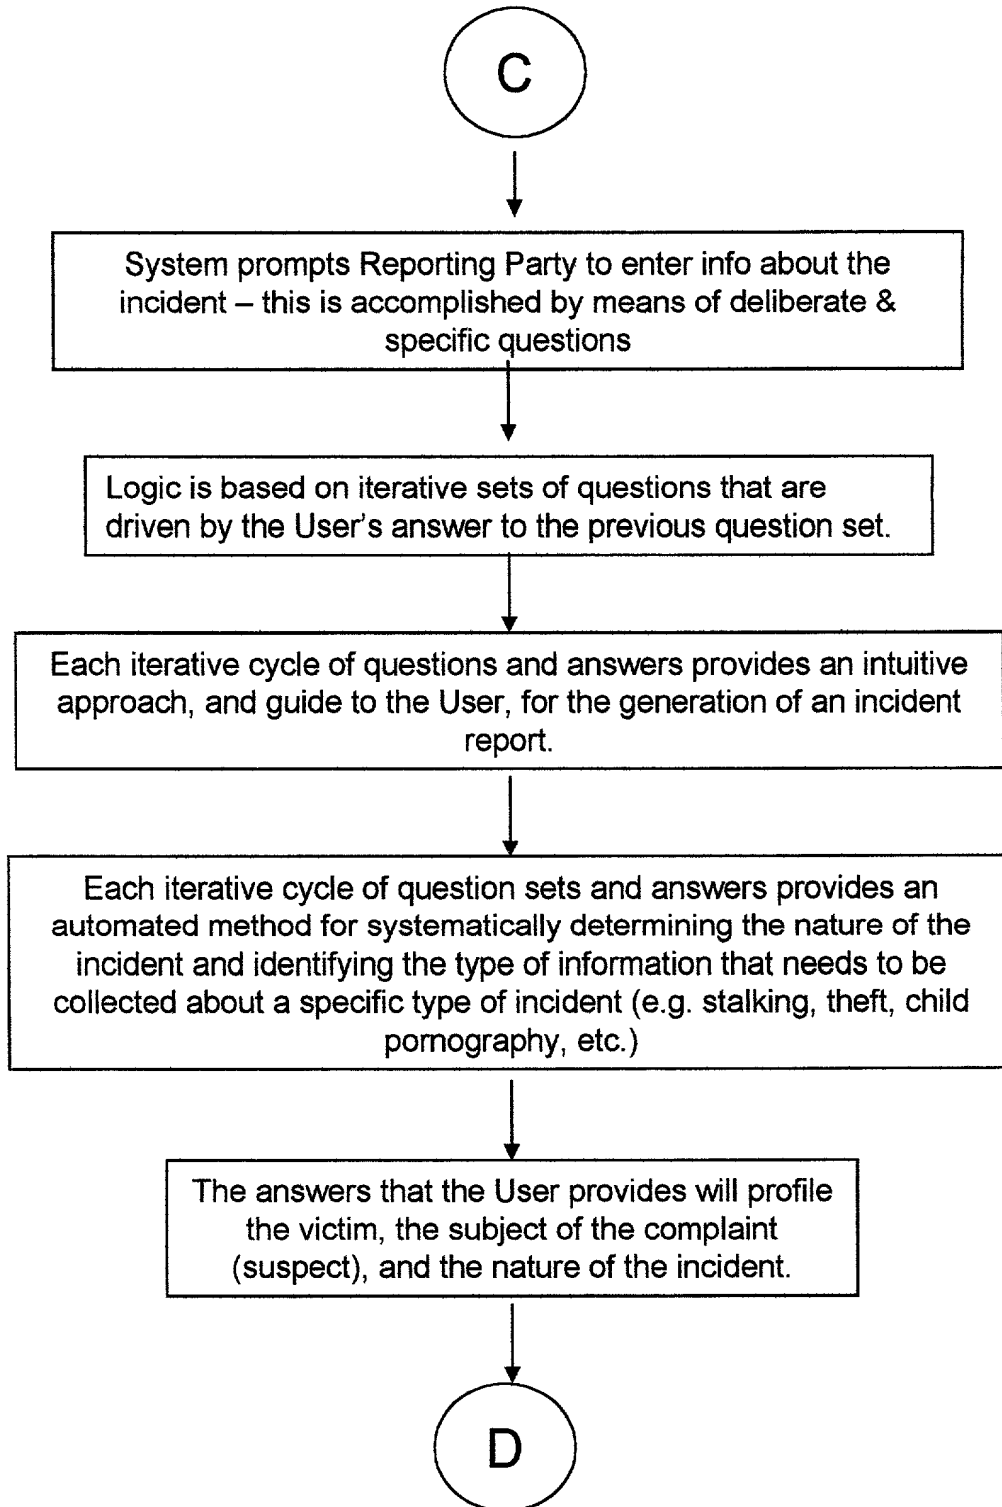 C
System prompts Reporting Party to enter info about the
incident – this is accomplished by means of deliberate &
specific questions
Logic is based on iterative sets of questions that are
driven by the User's answer to the previous question set.
Each iterative cycle of questions and answers provides an intuitive
approach, and guide to the User, for the generation of an incident
report.
Each iterative cycle of question sets and answers provides an
automated method for systematically determining the nature of the
incident and identifying the type of information that needs to be
collected about a specific type of incident (e.g. stalking, theft, child
pornography, etc.)
The answers that the User provides will profile
the victim, the subject of the complaint
(suspect), and the nature of the incident.
D